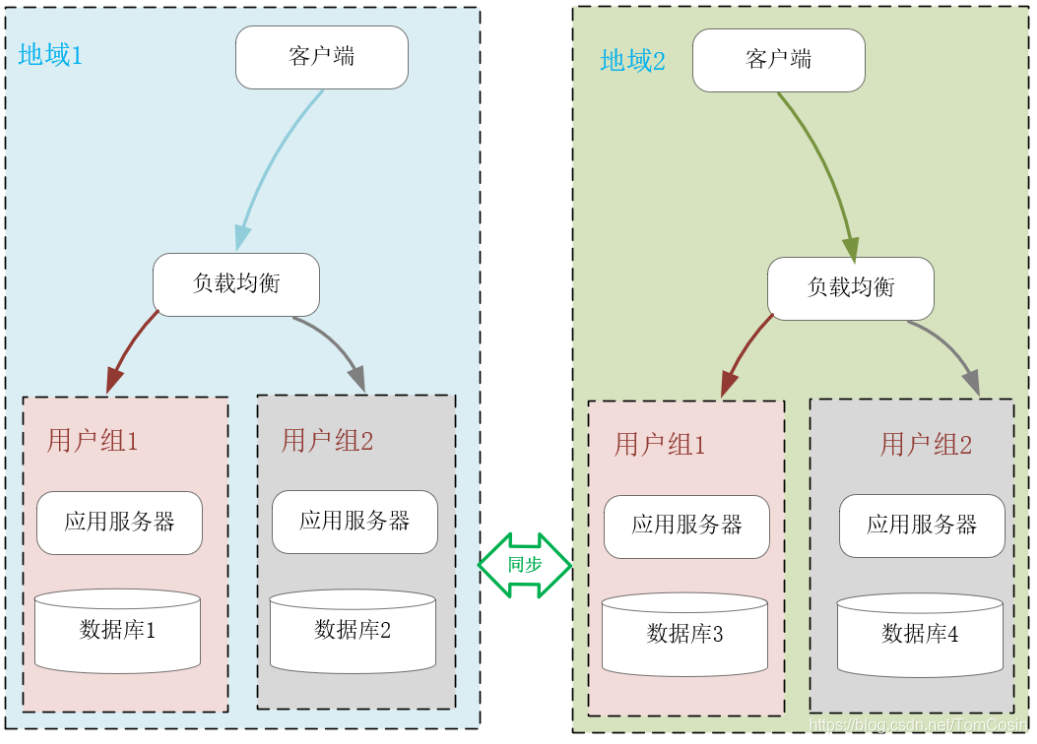 地域1
客户端
负载均衡
用户组1
用户组2
应用服务器
应用服务器
数据库1
数据库2
同步
地域2
客户端
负载均衡
用户组1
用户组2
应用服务器
应用服务器
数据库3
数据库4
https://blog.csdn.net/TomCosin